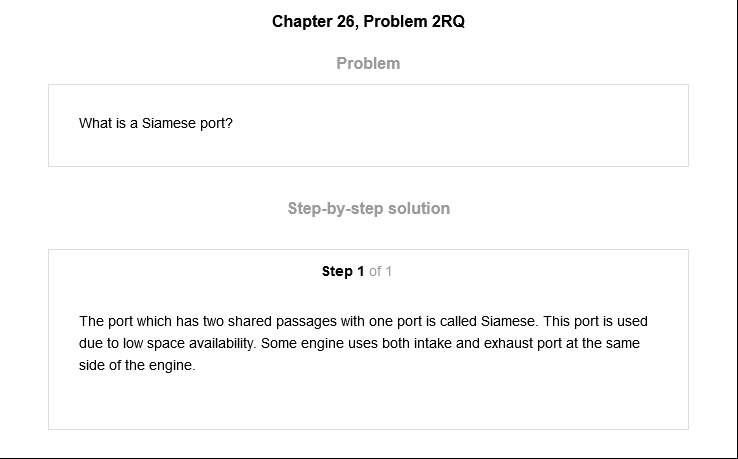 Chapter 26, Problem 2RQ
Problem
What is a Siamese port?
Step-by-step solution
Step 1 of 1
The port which has two shared passages with one port is called Siamese. This port is used
due to low space availability. Some engine uses both intake and exhaust port at the same
side of the engine.